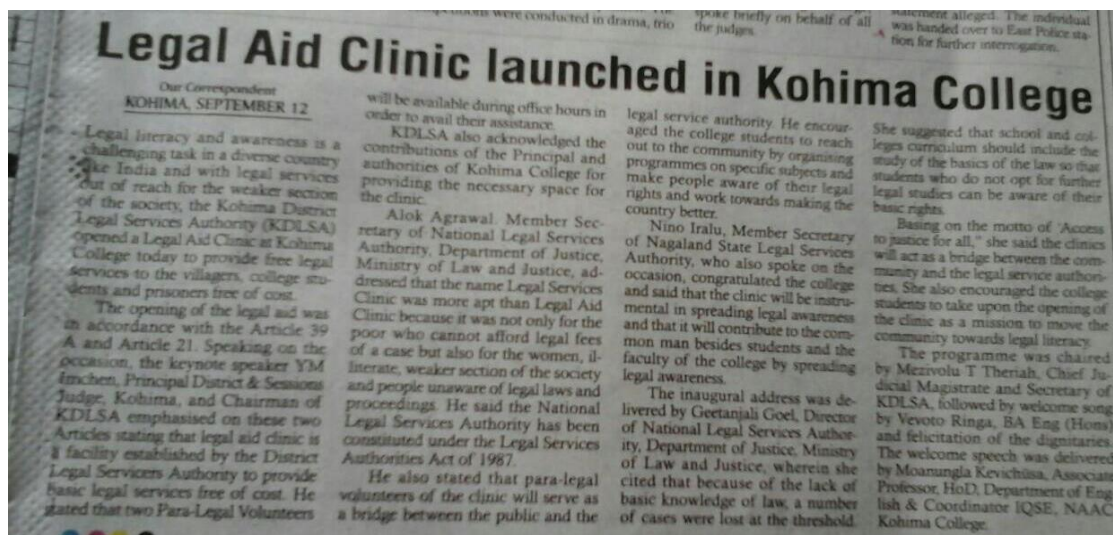 were conducted in drama, trio
spoke briefly on behalf of all
the judges.
statement alleged. The individual
was handed over to East Police sta-
tion for further interrogation.
Legal Aid Clinic launched in Kohima College
Our Correspondent
KOHIMA, SEPTEMBER 12
Legal literacy and awareness is a
challenging task in a diverse country
like India and with legal services
out of reach for the weaker section
of the society, the Kohima District
Legal Services Authority (KDLSA)
opened a Legal Aid Clinic at Kohima
College today to provide free legal
services to the villagers, college stu-
dents and prisoners free of cost.
The opening of the legal aid was
in accordance with the Article 39
A and Article 21. Speaking on the
occasion, the keynote speaker YM
Imchen, Principal District & Sessions
Judge, Kohima, and Chairman of
KDLSA emphasised on these two
Articles stating that legal aid clinic is
a facility established by the District
Legal Servicers Authority to provide
basic legal services free of cost. He
stated that two Para-Legal Volunteers
will be available during office hours in
order to avail their assistance.
KDLSA also acknowledged the
contributions of the Principal and
authorities of Kohima College for
providing the necessary space for
the clinic.
Alok Agrawal. Member Sec-
retary of National Legal Services
Authority, Department of Justice,
Ministry of Law and Justice, ad-
dressed that the name Legal Services
Clinic was more apt than Legal Aid
Clinic because it was not only for the
poor who cannot afford legal fees
of a case but also for the women, il-
literate, weaker section of the society
and people unaware of legal laws and
proceedings. He said the National
Legal Services Authority has been
constituted under the Legal Services
Authorities Act of 1987.
He also stated that para-legal
volunteers of the clinic will serve as
a bridge between the public and the
legal service authority. He encour-
aged the college students to reach
out to the community by organising
programmes on specific subjects and
make people aware of their legal
rights and work towards making the
country better.
Nino Iralu, Member Secretary
of Nagaland State Legal Services
Authority, who also spoke on the
occasion, congratulated the college
and said that the clinic will be instru-
mental in spreading legal awareness
and that it will contribute to the com-
mon man besides students and the
faculty of the college by spreading
legal awareness.
The inaugural address was de-
livered by Geetanjali Goel, Director
of National Legal Services Author-
ity, Department of Justice, Ministry
of Law and Justice, wherein she
cited that because of the lack of
basic knowledge of law, a number
of cases were lost at the threshold.
She suggested that school and col-
leges curriculum should include the
study of the basics of the law so that
students who do not opt for further
legal studies can be aware of their
basic rights.
Basing on the motto of 'Access
to justice for all," she said the clinics
will act as a bridge between the com-
munity and the legal service authori-
ties. She also encouraged the college
students to take upon the opening of
the clinic as a mission to move the
community towards legal literacy.
The programme was chaired
by Mezivolu T Theriah, Chief Ju-
dicial Magistrate and Secretary of
KDLSA, followed by welcome song
by Vevoto Ringa, BA Eng (Hons)
and felicitation of the dignitaries.
The welcome speech was delivered
by Moanungla Kevichüsa, Associate
Professor, HoD, Department of Eng-
lish & Coordinator IQSE, NAAC
Kohima College.